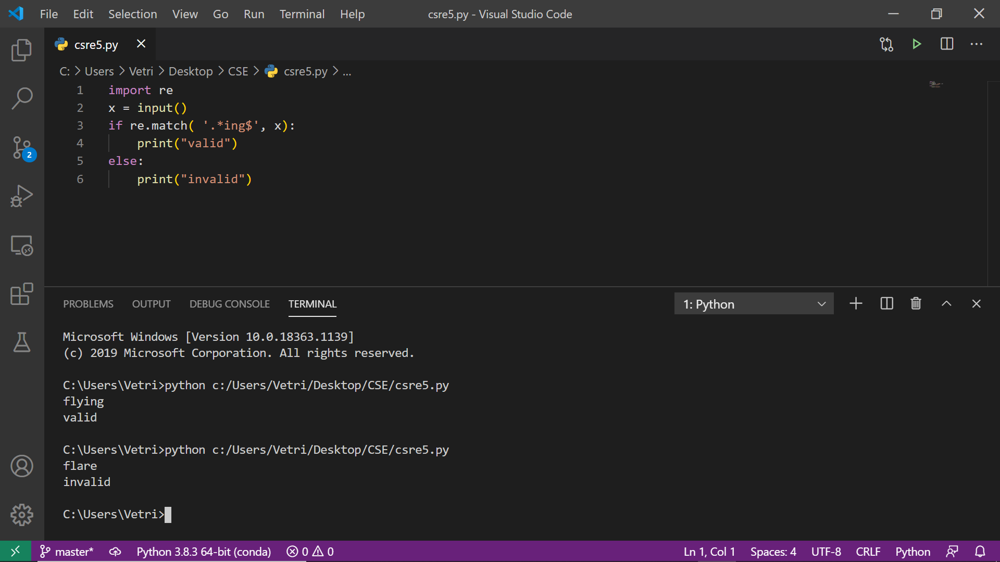 File Edit Selection View Go Run Terminal Help csre5.py - Visual Studio Code
csre5.py
C: > Users > Vetri > Desktop > CSE > csre5.py > ...
1 import re
2 x = input()
3 if re.match( '.*ing$', x):
4     print("valid")
5 else:
6     print("invalid")
2
PROBLEMS OUTPUT DEBUG CONSOLE TERMINAL 1: Python
Microsoft Windows [Version 10.0.18363.1139]
(c) 2019 Microsoft Corporation. All rights reserved.
C:\Users\Vetri>python c:/Users/Vetri/Desktop/CSE/csre5.py
flying
valid
C:\Users\Vetri>python c:/Users/Vetri/Desktop/CSE/csre5.py
flare
invalid
C:\Users\Vetri>
master* Python 3.8.3 64-bit (conda) 0 0 Ln 1, Col 1 Spaces: 4 UTF-8 CRLF Python